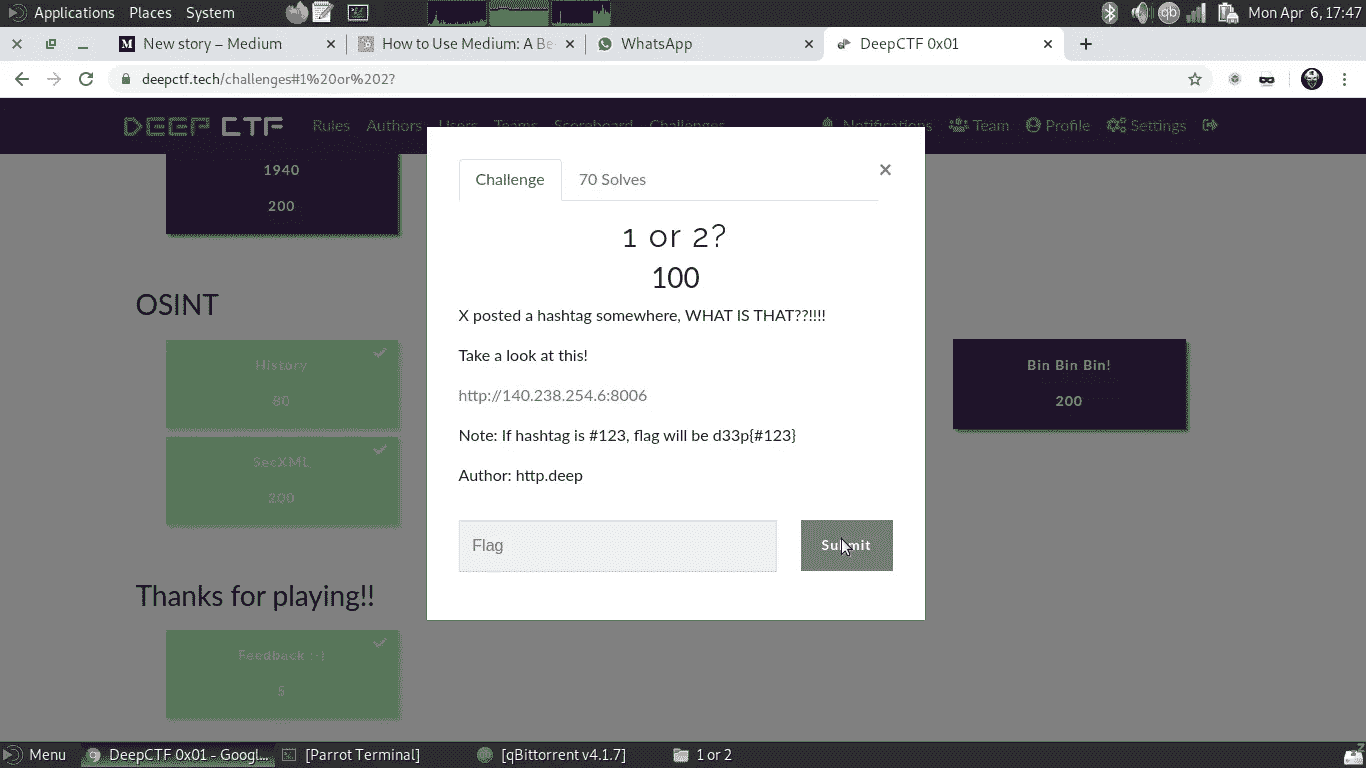 Applications Places System
Mon Apr 6, 17:47
New story – Medium
How to Use Medium: A Be
WhatsApp
DeepCTF 0x01
deepctf.tech/challenges#1%20or%202?
DEEP CTF Rules Authors Users Teams Scoreboard Challenges Notifications Team Profile Settings
1940
200
Challenge 70 Solves
×
1 or 2?
100
X posted a hashtag somewhere, WHAT IS THAT??!!!!
Take a look at this!
http://140.238.254.6:8006
Note: If hashtag is #123, flag will be d33p{#123}
Author: http.deep
Flag
Submit
OSINT
History
80
SecXML
200
Bin Bin Bin!
200
Thanks for playing!!
Feedback :-)
5
Menu
DeepCTF 0x01 - Googl...
[Parrot Terminal]
[qBittorrent v4.1.7]
1 or 2